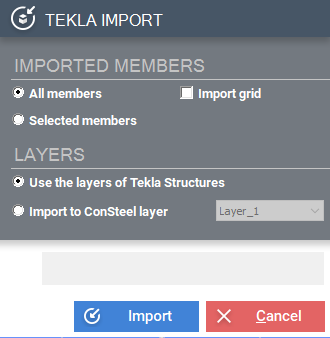 TEKLA IMPORT
IMPORTED MEMBERS
All members Import grid
Selected members
LAYERS
Use the layers of Tekla Structures
Import to ConSteel layer Layer_1
Import Cancel